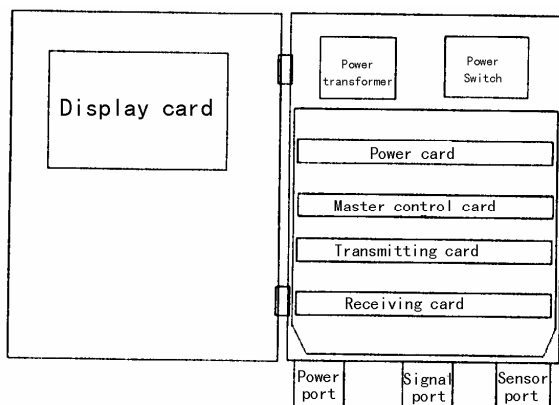 Display card
Power
transformer
Power
Switch
Power card
Master control card
Transmitting card
Receiving card
Power
port
Signal
port
Sensor
port